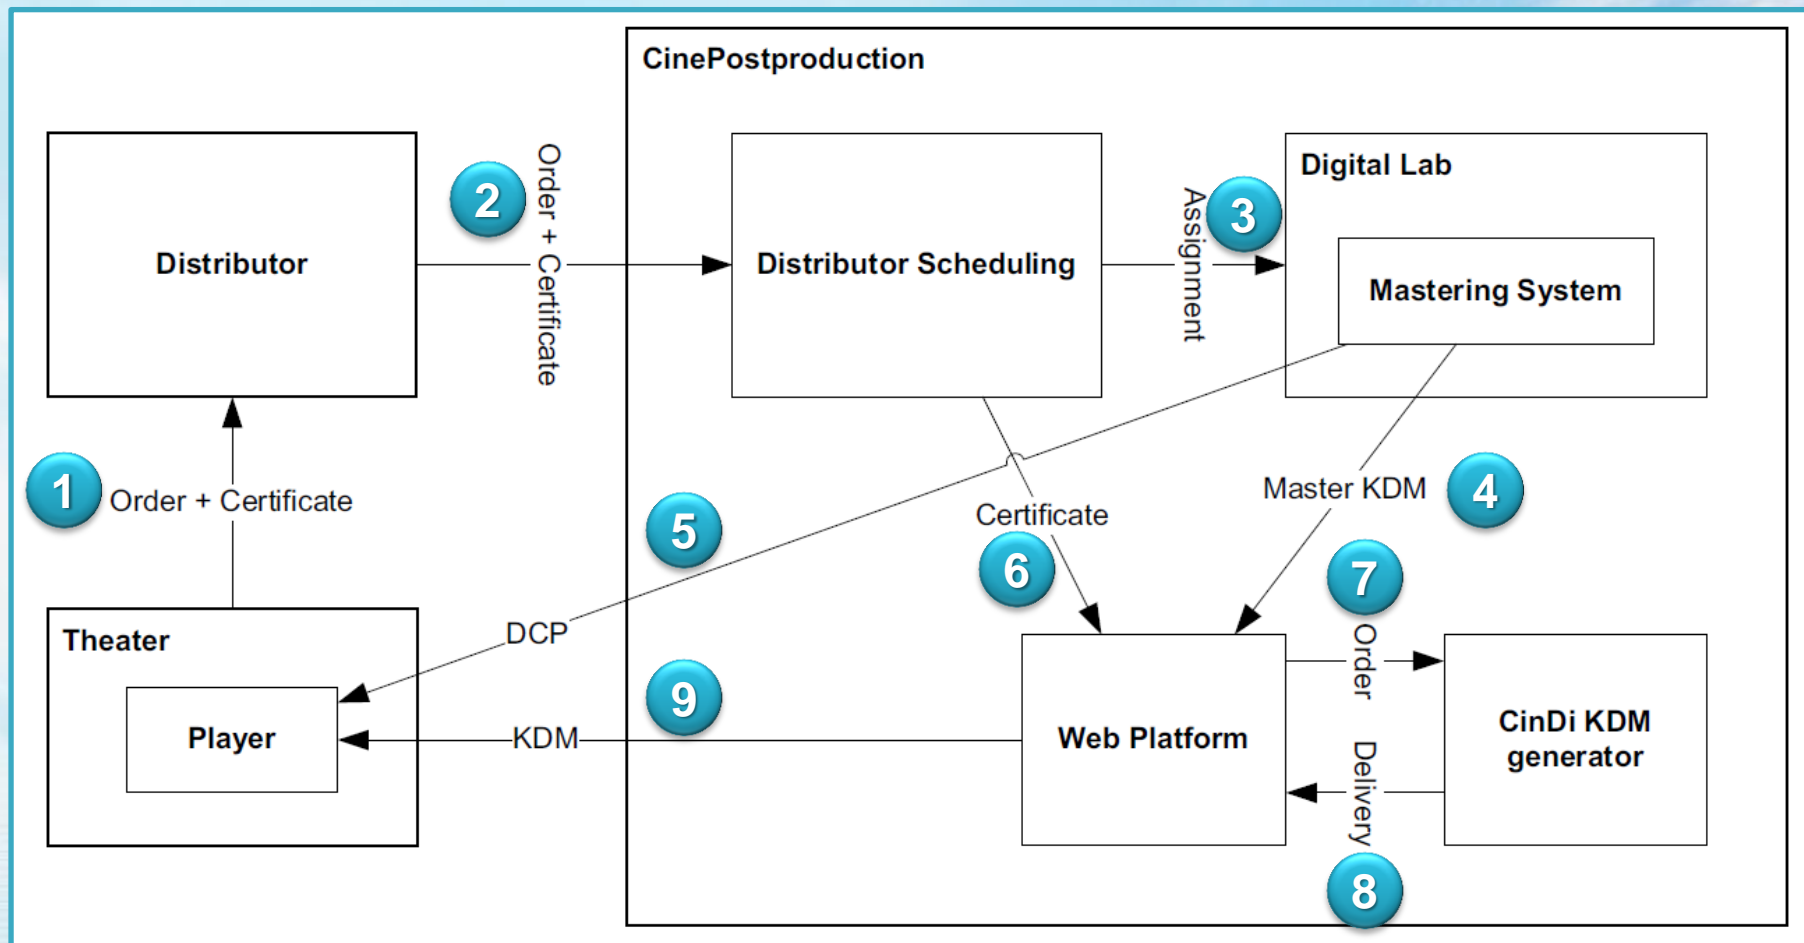 CinePostproduction
Distributor
2
Order + Certificate
Distributor Scheduling
Assignment
3
Digital Lab
Mastering System
1
Order + Certificate
5
Certificate
6
Master KDM
4
7
Order
Theater
DCP
Player
9
KDM
Web Platform
CinDi KDM
generator
Delivery
8